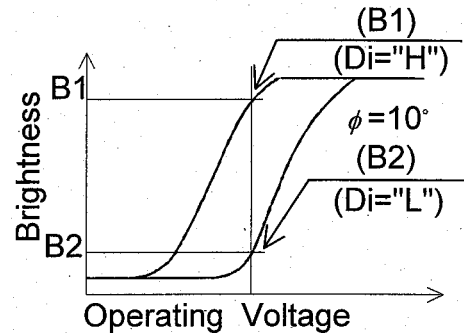 (B1)
(Di="H")
B1
ϕ=10°
(B2)
(Di="L")
B2
Brightness
Operating Voltage